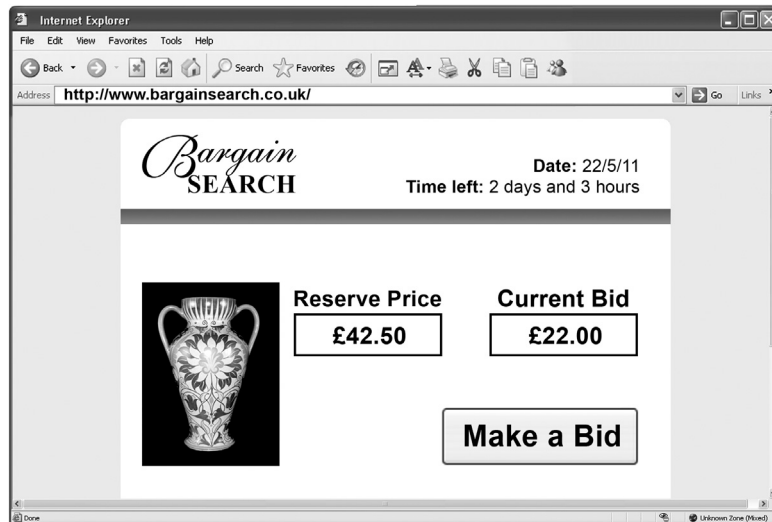 Internet Explorer
File Edit View Favorites Tools Help
Back Search Favorites
Address http://www.bargainsearch.co.uk/ Go Links
Bargain
SEARCH
Date: 22/5/11
Time left: 2 days and 3 hours
Reserve Price Current Bid
£42.50 £22.00
Make a Bid
Done Unknown Zone (Mixed)